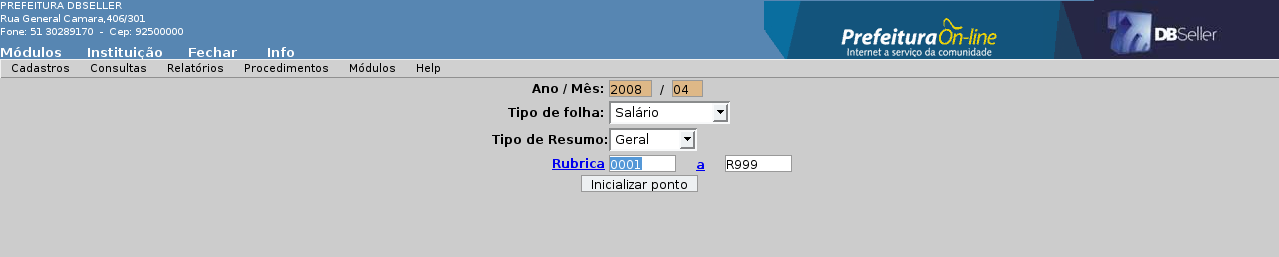 PREFEITURA DBSELLER
Rua General Camara,406/301
Fone: 51 30289170 - Cep: 92500000
Prefeitura On-line
Internet a serviço da comunidade
DBSeller
Módulos Instituição Fechar Info
Cadastros Consultas Relatórios Procedimentos Módulos Help
Ano / Mês: 2008 / 04
Tipo de folha: Salário
Tipo de Resumo: Geral
Rubrica 0001 a R999
Inicializar ponto